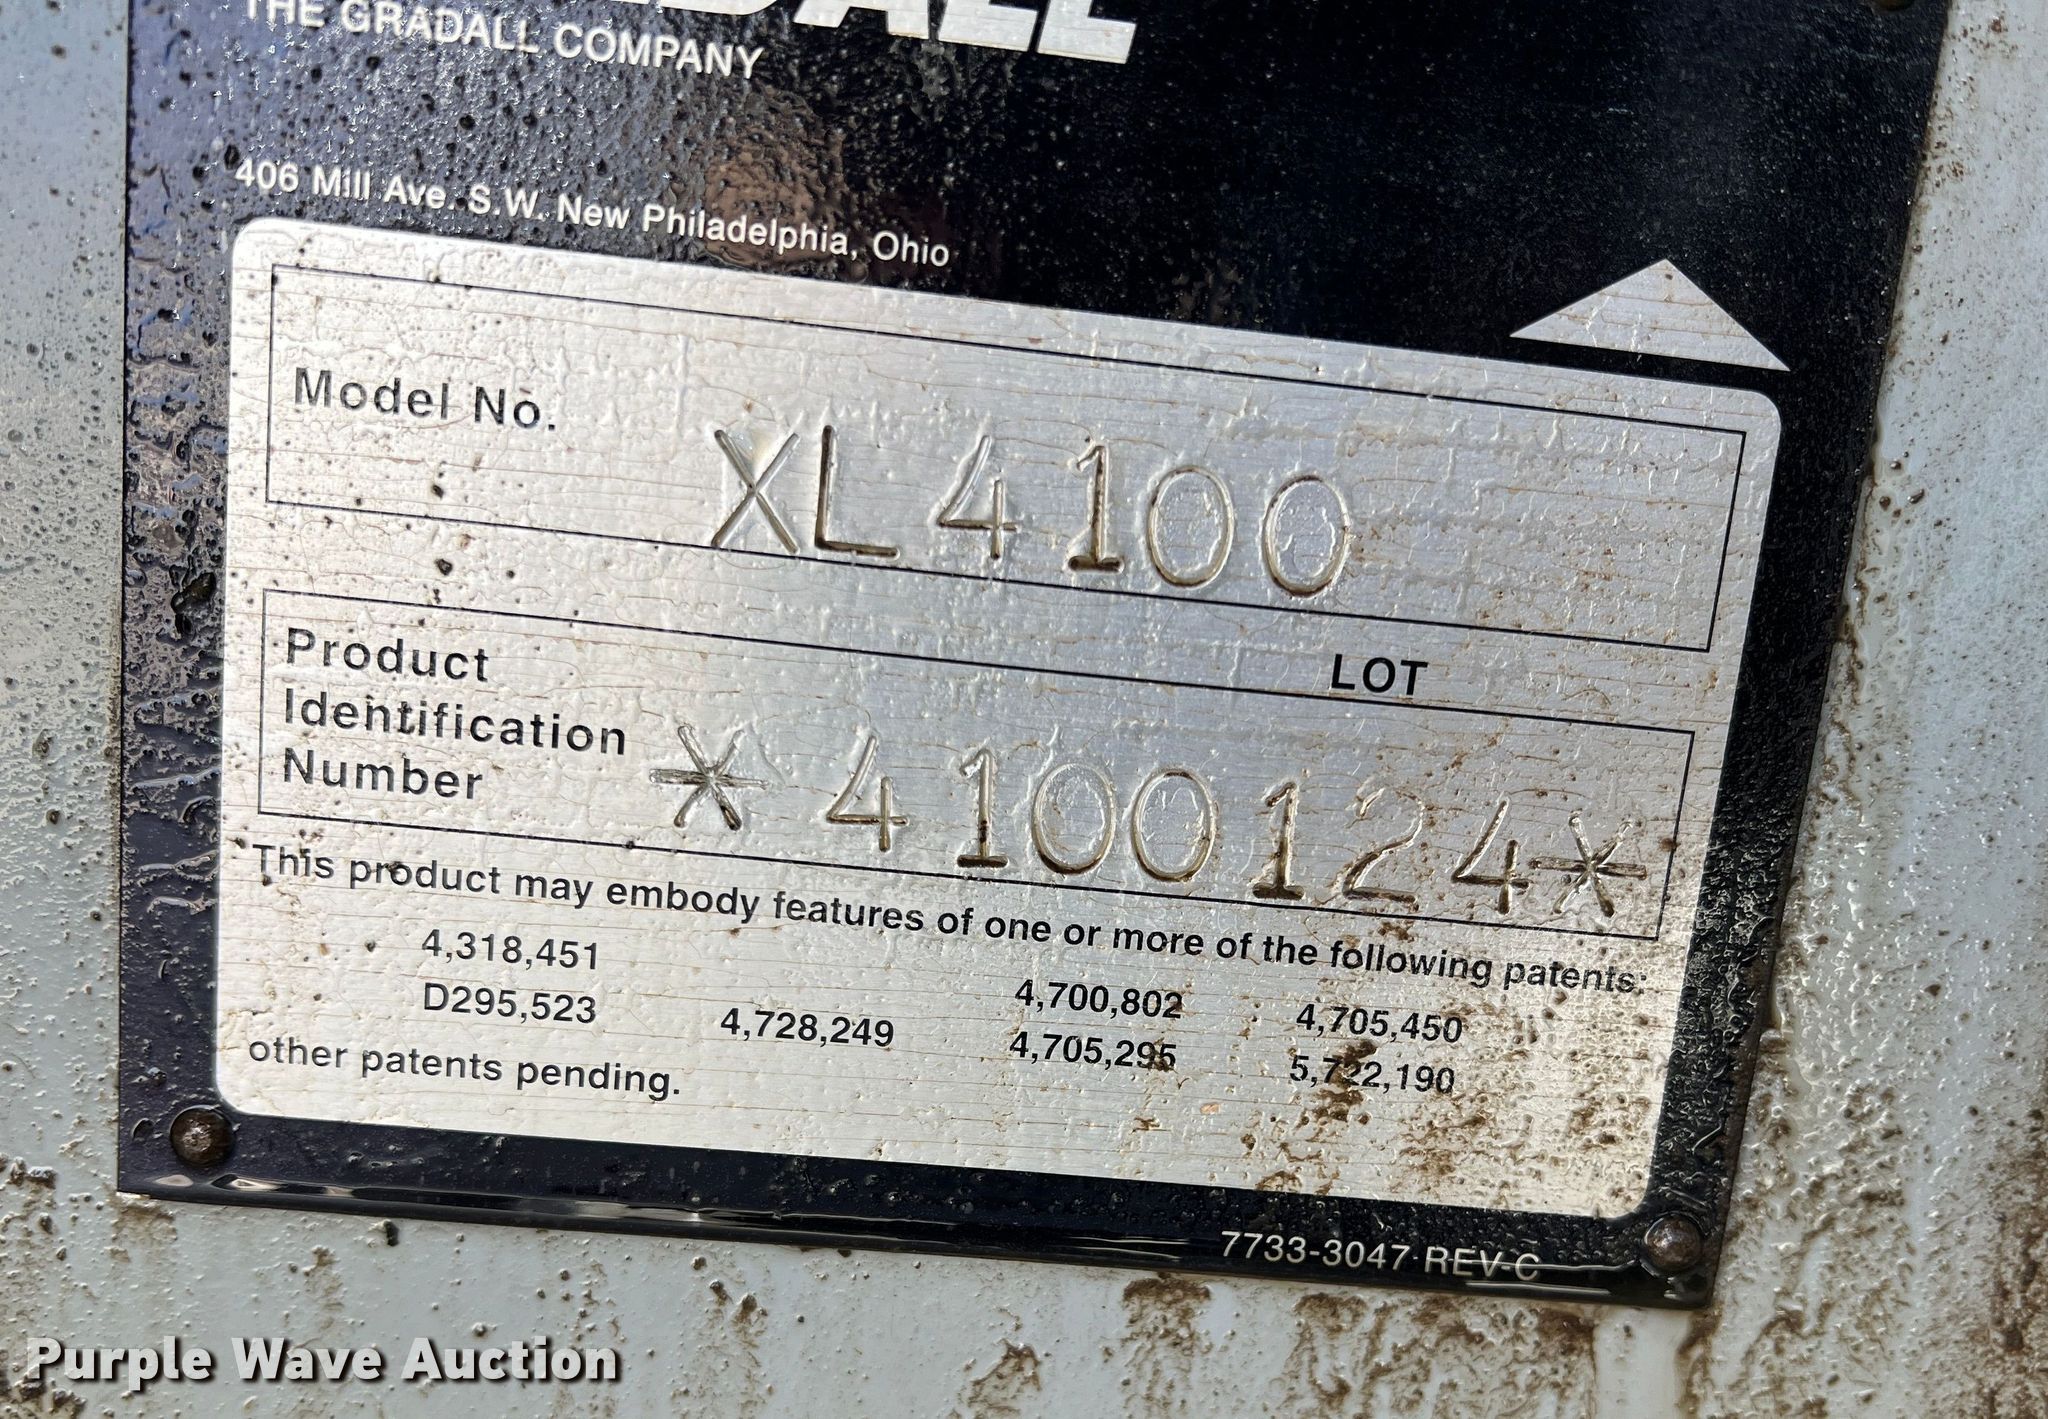 THE GRADALL COMPANY
406 Mill Ave. S.W. New Philadelphia, Ohio
Model No. XL4100
LOT
Product
Identification
Number
*4100124*
This product may embody features of one or more of the following patents:
4,318,451 4,700,802 4,705,450
D295,523 4,728,249 4,705,295 5,722,190
other patents pending.
7733-3047 REV-C
Purple Wave Auction